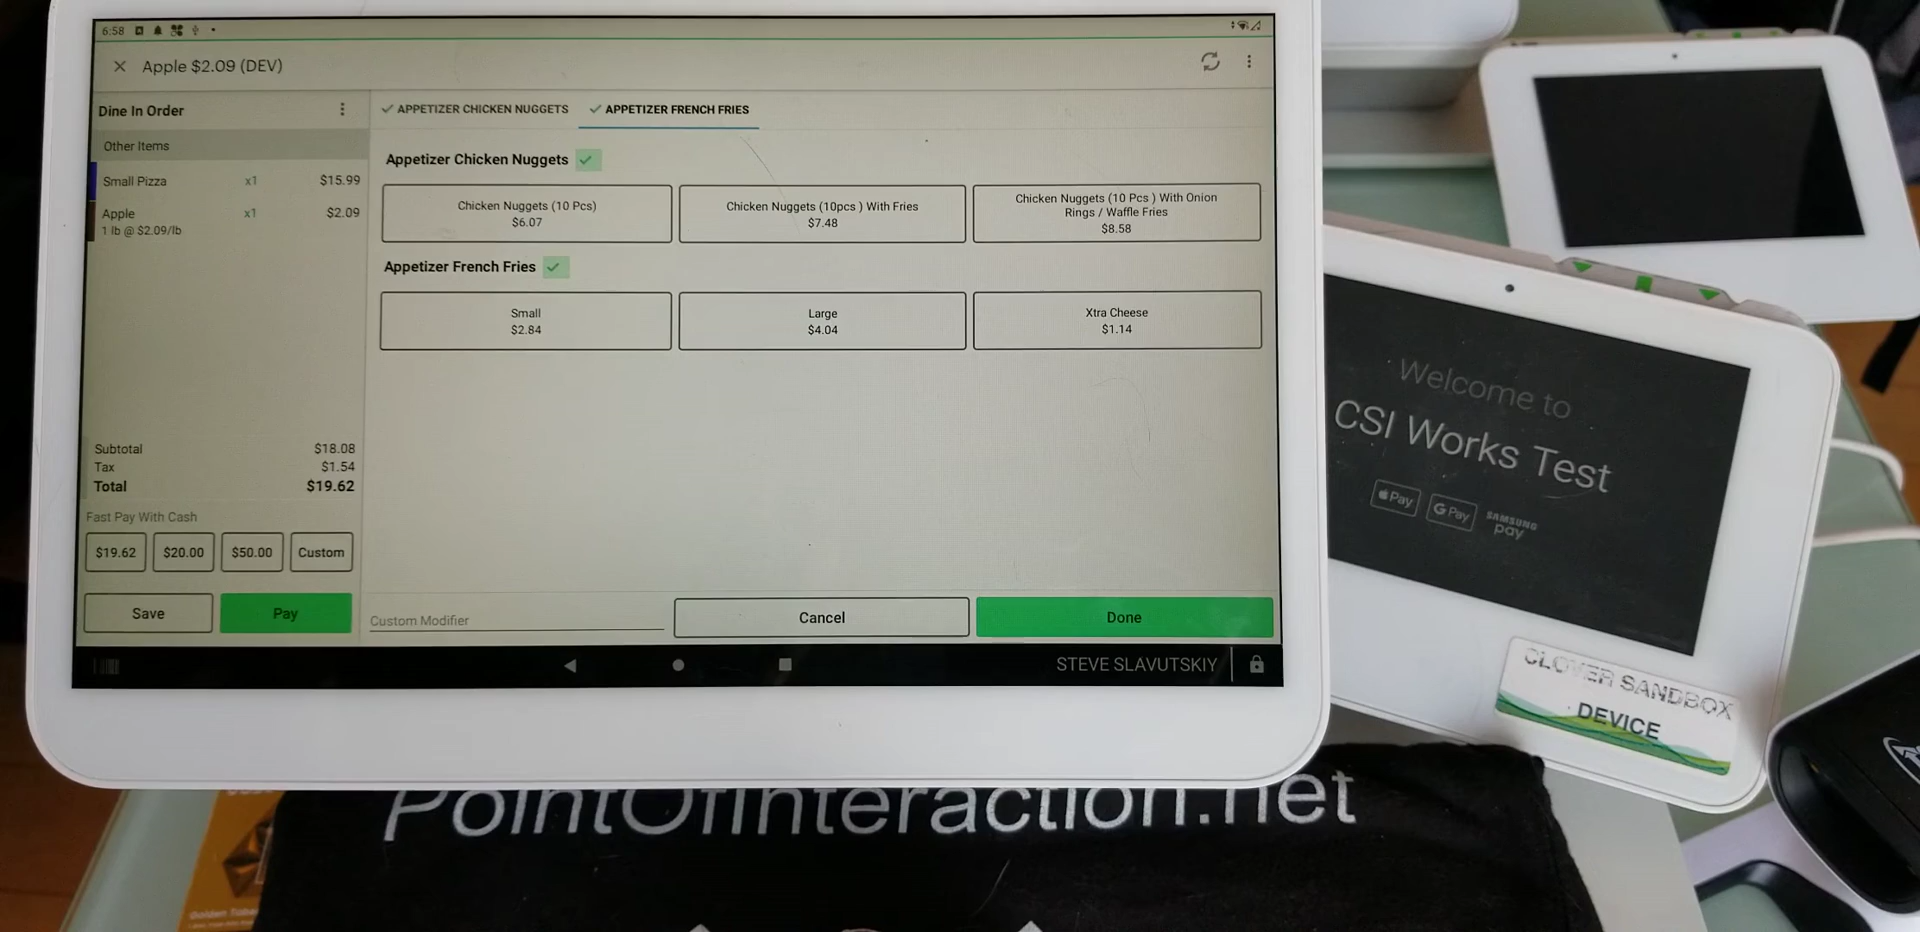 6:58
Apple $2.09 (DEV)
Dine In Order
Other Items
Small Pizza x1 $15.99
Apple x1 $2.09
1 lb @ $2.09/lb
Subtotal $18.08
Tax $1.54
Total $19.62
Fast Pay With Cash
$19.62 $20.00 $50.00 Custom
Save Pay
APPETIZER CHICKEN NUGGETS APPETIZER FRENCH FRIES
Appetizer Chicken Nuggets
Chicken Nuggets (10 Pcs)
$6.07
Chicken Nuggets (10pcs ) With Fries
$7.48
Chicken Nuggets (10 Pcs ) With Onion
Rings / Waffle Fries
$8.58
Appetizer French Fries
Small
$2.84
Large
$4.04
Xtra Cheese
$1.14
Custom Modifier
Cancel
Done
STEVE SLAVUTSKIY
Welcome to
CSI Works Test
Pay
G Pay
SAMSUNG
pay
CLOVER SANDBOX
DEVICE
PointOfInteraction.net